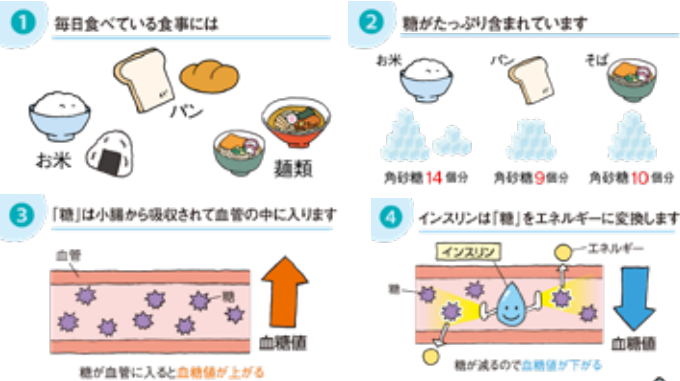 1 毎日食べている食事には
パン
お米
麺類
2 糖がたっぷり含まれています
お米
パン
そば
角砂糖14個分
角砂糖9個分
角砂糖10個分
3 「糖」は小腸から吸収されて血管の中に入ります
血管
糖
血糖値
糖が血管に入ると血糖値が上がる
4 インスリンは「糖」をエネルギーに変換します
インスリン
エネルギー
糖
血糖値
糖が減るので血糖値が下がる